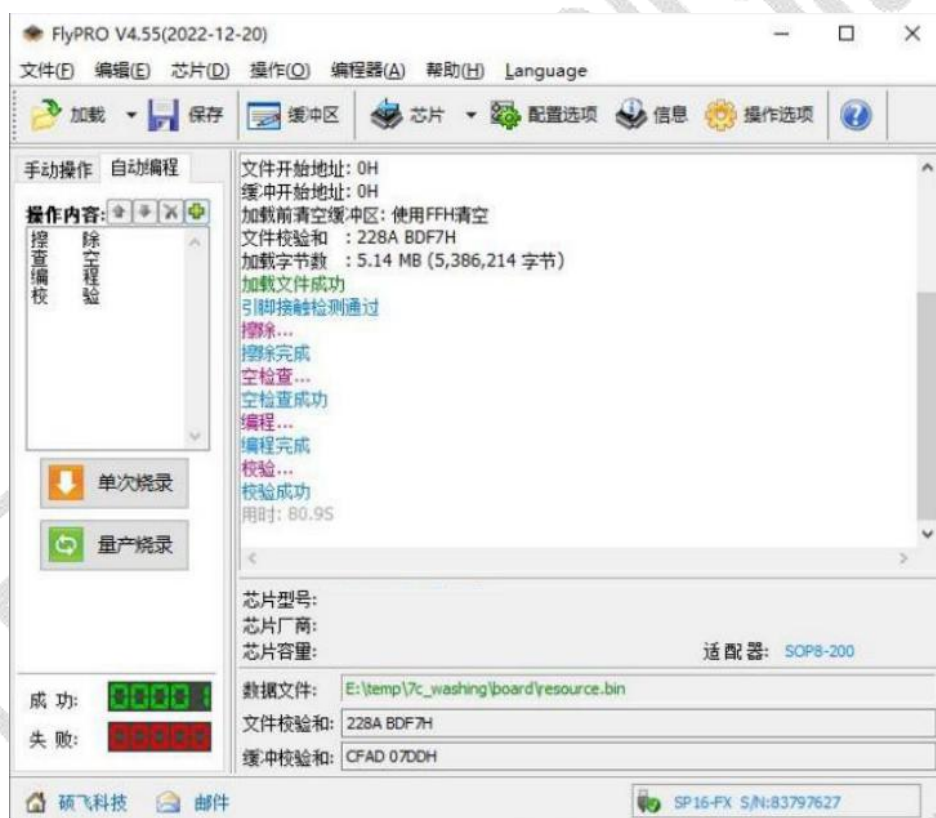 FlyPRO V4.55(2022-12-20)
文件(F) 编辑(E) 芯片(D) 操作(O) 编程器(A) 帮助(H) Language
加载 保存 缓冲区 芯片 配置选项 信息 操作选项
手动操作 自动编程
操作内容:
擦 除
查 空
编 程
校 验
单次烧录
量产烧录
成 功: 00001
失 败: 00000
文件开始地址: 0H
缓冲开始地址: 0H
加载前青空缓冲区: 使用FFH清空
文件校验和 : 228A BDF7H
加载字节数 : 5.14 MB (5,386,214 字节)
加载文件成功
引脚接触检测通过
擦除...
擦除完成
空检查...
空检查成功
编程...
编程完成
校验...
校验成功
用时: 80.9S
芯片型号:
芯片厂商:
芯片容量:
适 配 器: SOP8-200
数据文件: E:\temp\7c_washing\board\resource.bin
文件校验和: 228A BDF7H
缓冲校验和: CFAD 07DDH
硕飞科技 邮件
SP16-FX S/N:83797627